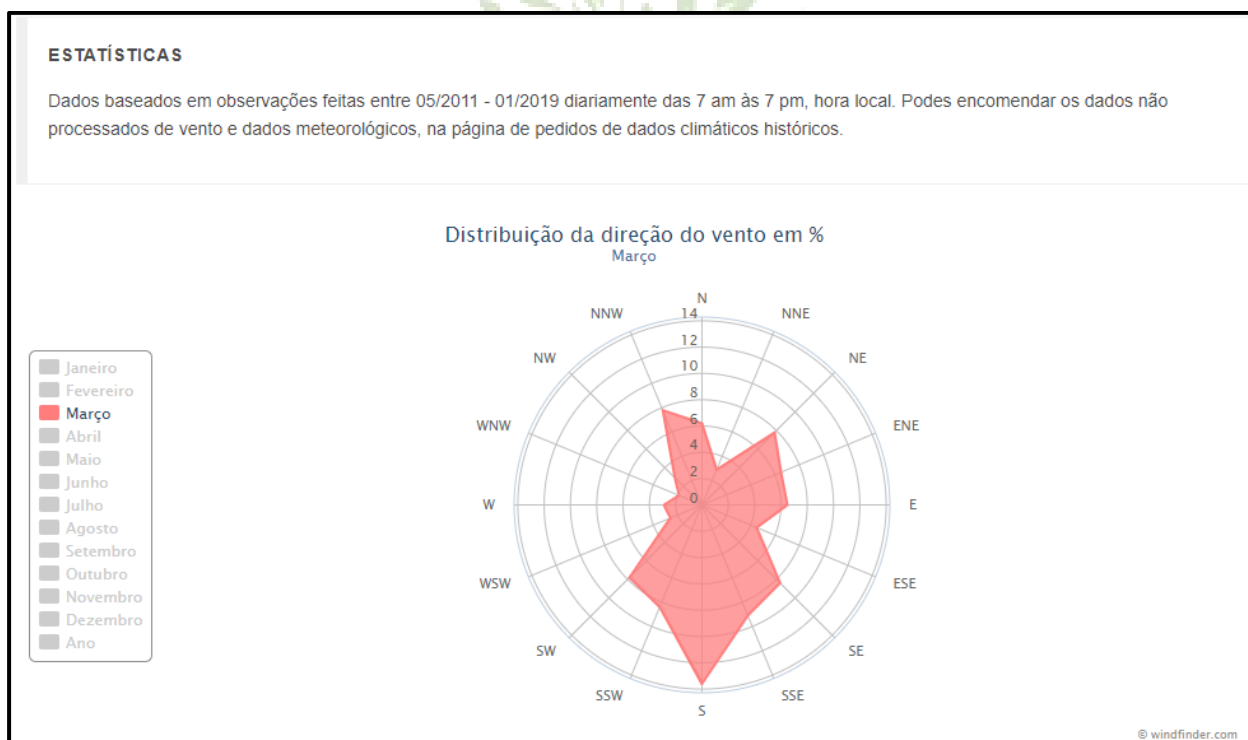 ESTATÍSTICAS
Dados baseados em observações feitas entre 05/2011 - 01/2019 diariamente das 7 am às 7 pm, hora local. Podes encomendar os dados não
processados de vento e dados meteorológicos, na página de pedidos de dados climáticos históricos.
Distribuição da direção do vento em %
Março
N
NNW
14
NNE
12
NW
10
NE
8
WNW
6
ENE
4
2
W
0
E
WSW
ESE
SW
SE
SSW
SSE
S
Janeiro
Fevereiro
Março
Abril
Maio
Junho
Julho
Agosto
Setembro
Outubro
Novembro
Dezembro
Ano
© windfinder.com